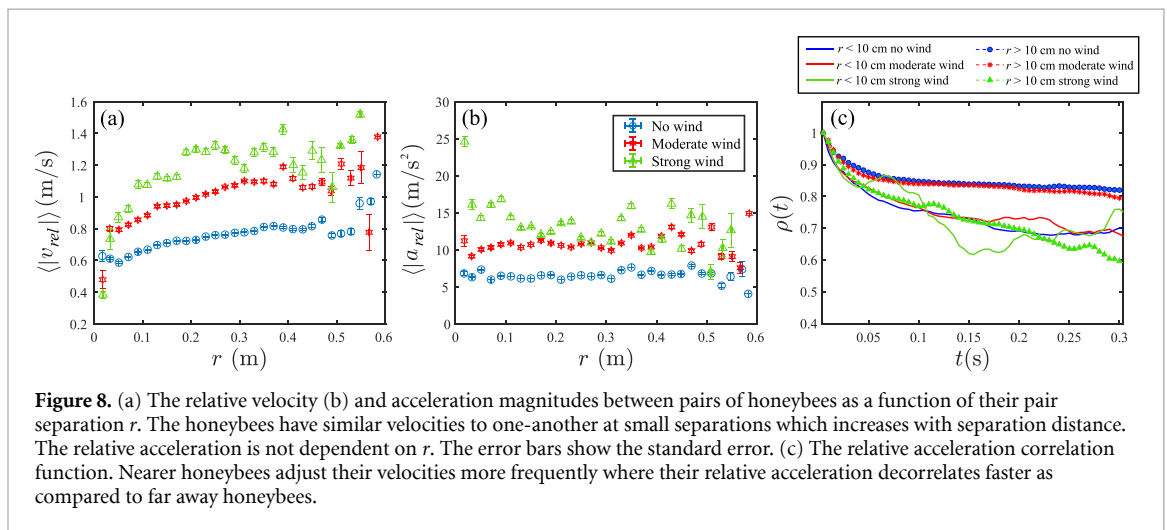 r < 10 cm no wind
r > 10 cm no wind
r < 10 cm moderate wind
r > 10 cm moderate wind
r < 10 cm strong wind
r > 10 cm strong wind
(a)
1.6
1.4
1.2
1
0.8
0.6
0.4
0.2
⟨|v_rel|⟩ (m/s)
0 0.1 0.2 0.3 0.4 0.5 0.6
r (m)
(b)
30
25
20
15
10
5
0
⟨|a_rel|⟩ (m/s²)
No wind
Moderate wind
Strong wind
0 0.1 0.2 0.3 0.4 0.5 0.6
r (m)
(c)
1
0.9
0.8
0.7
0.6
0.5
0.4
ρ(t)
0 0.05 0.1 0.15 0.2 0.25 0.3
t(s)
Figure 8. (a) The relative velocity (b) and acceleration magnitudes between pairs of honeybees as a function of their pair
separation r. The honeybees have similar velocities to one-another at small separations which increases with separation distance.
The relative acceleration is not dependent on r. The error bars show the standard error. (c) The relative acceleration correlation
function. Nearer honeybees adjust their velocities more frequently where their relative acceleration decorrelates faster as
compared to far away honeybees.